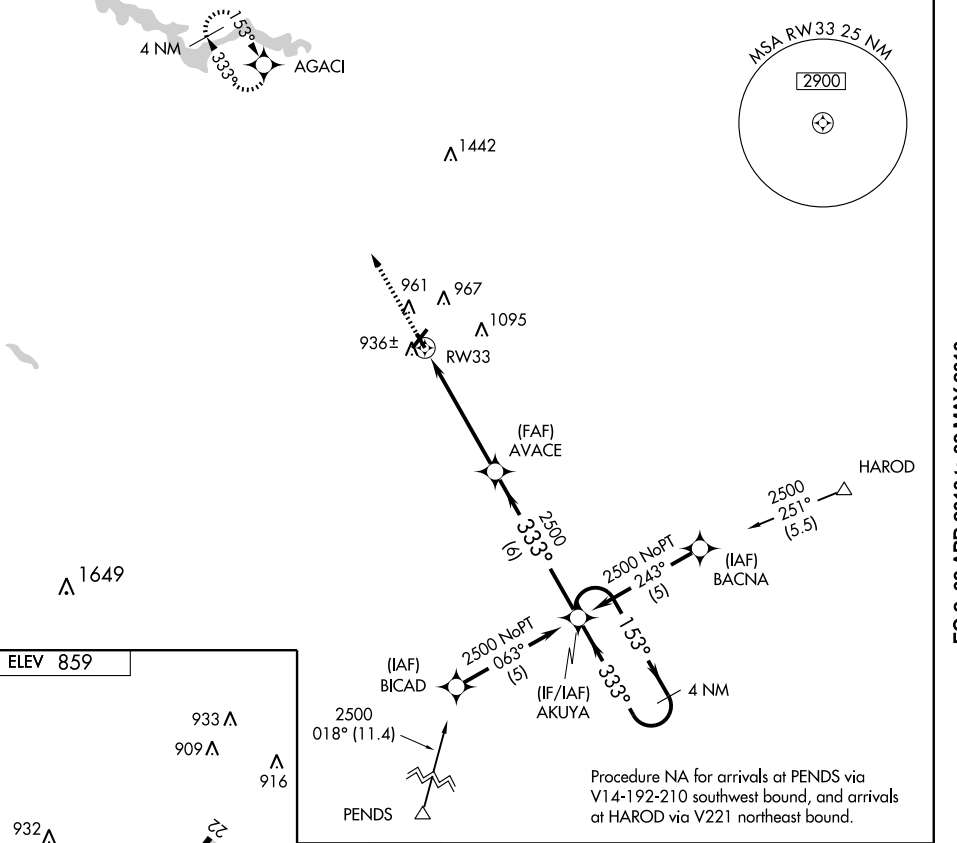 153°
4 NM
333°
AGACI
MSA RW33 25 NM
2900
1442
961
967
1095
936±
RW33
(FAF)
AVACE
HAROD
2500
251°
(5.5)
2500
333°
(6)
2500 NoPT
243°
(5)
(IAF)
BACNA
1649
2500 NoPT
063°
(5)
(IAF)
BICAD
153°
333°
4 NM
(IF/IAF)
AKUYA
ELEV 859
2500
018° (11.4)
933
909
916
PENDS
Procedure NA for arrivals at PENDS via
V14-192-210 southwest bound, and arrivals
at HAROD via V221 northeast bound.
932
22